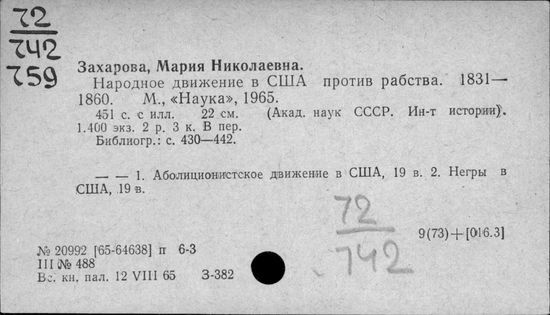 72
742
759
Захарова, Мария Николаевна.
Народное движение в США против рабства. 1831—
1860. М., «Наука», 1965.
451 с. с илл. 22 см. (Акад. наук СССР. Ин-т истории).
1.400 экз. 2 р. 3 к. В пер.
Библиогр.: с. 430—442.
— — 1. Аболиционистское движение в США, 19 в. 2. Негры в
США, 19 в.
72
742
9(73)+[016.3]
№ 20992 [65-64638] п 6-3
III № 488
Вс. кн. пал. 12 VIII 65 З-382